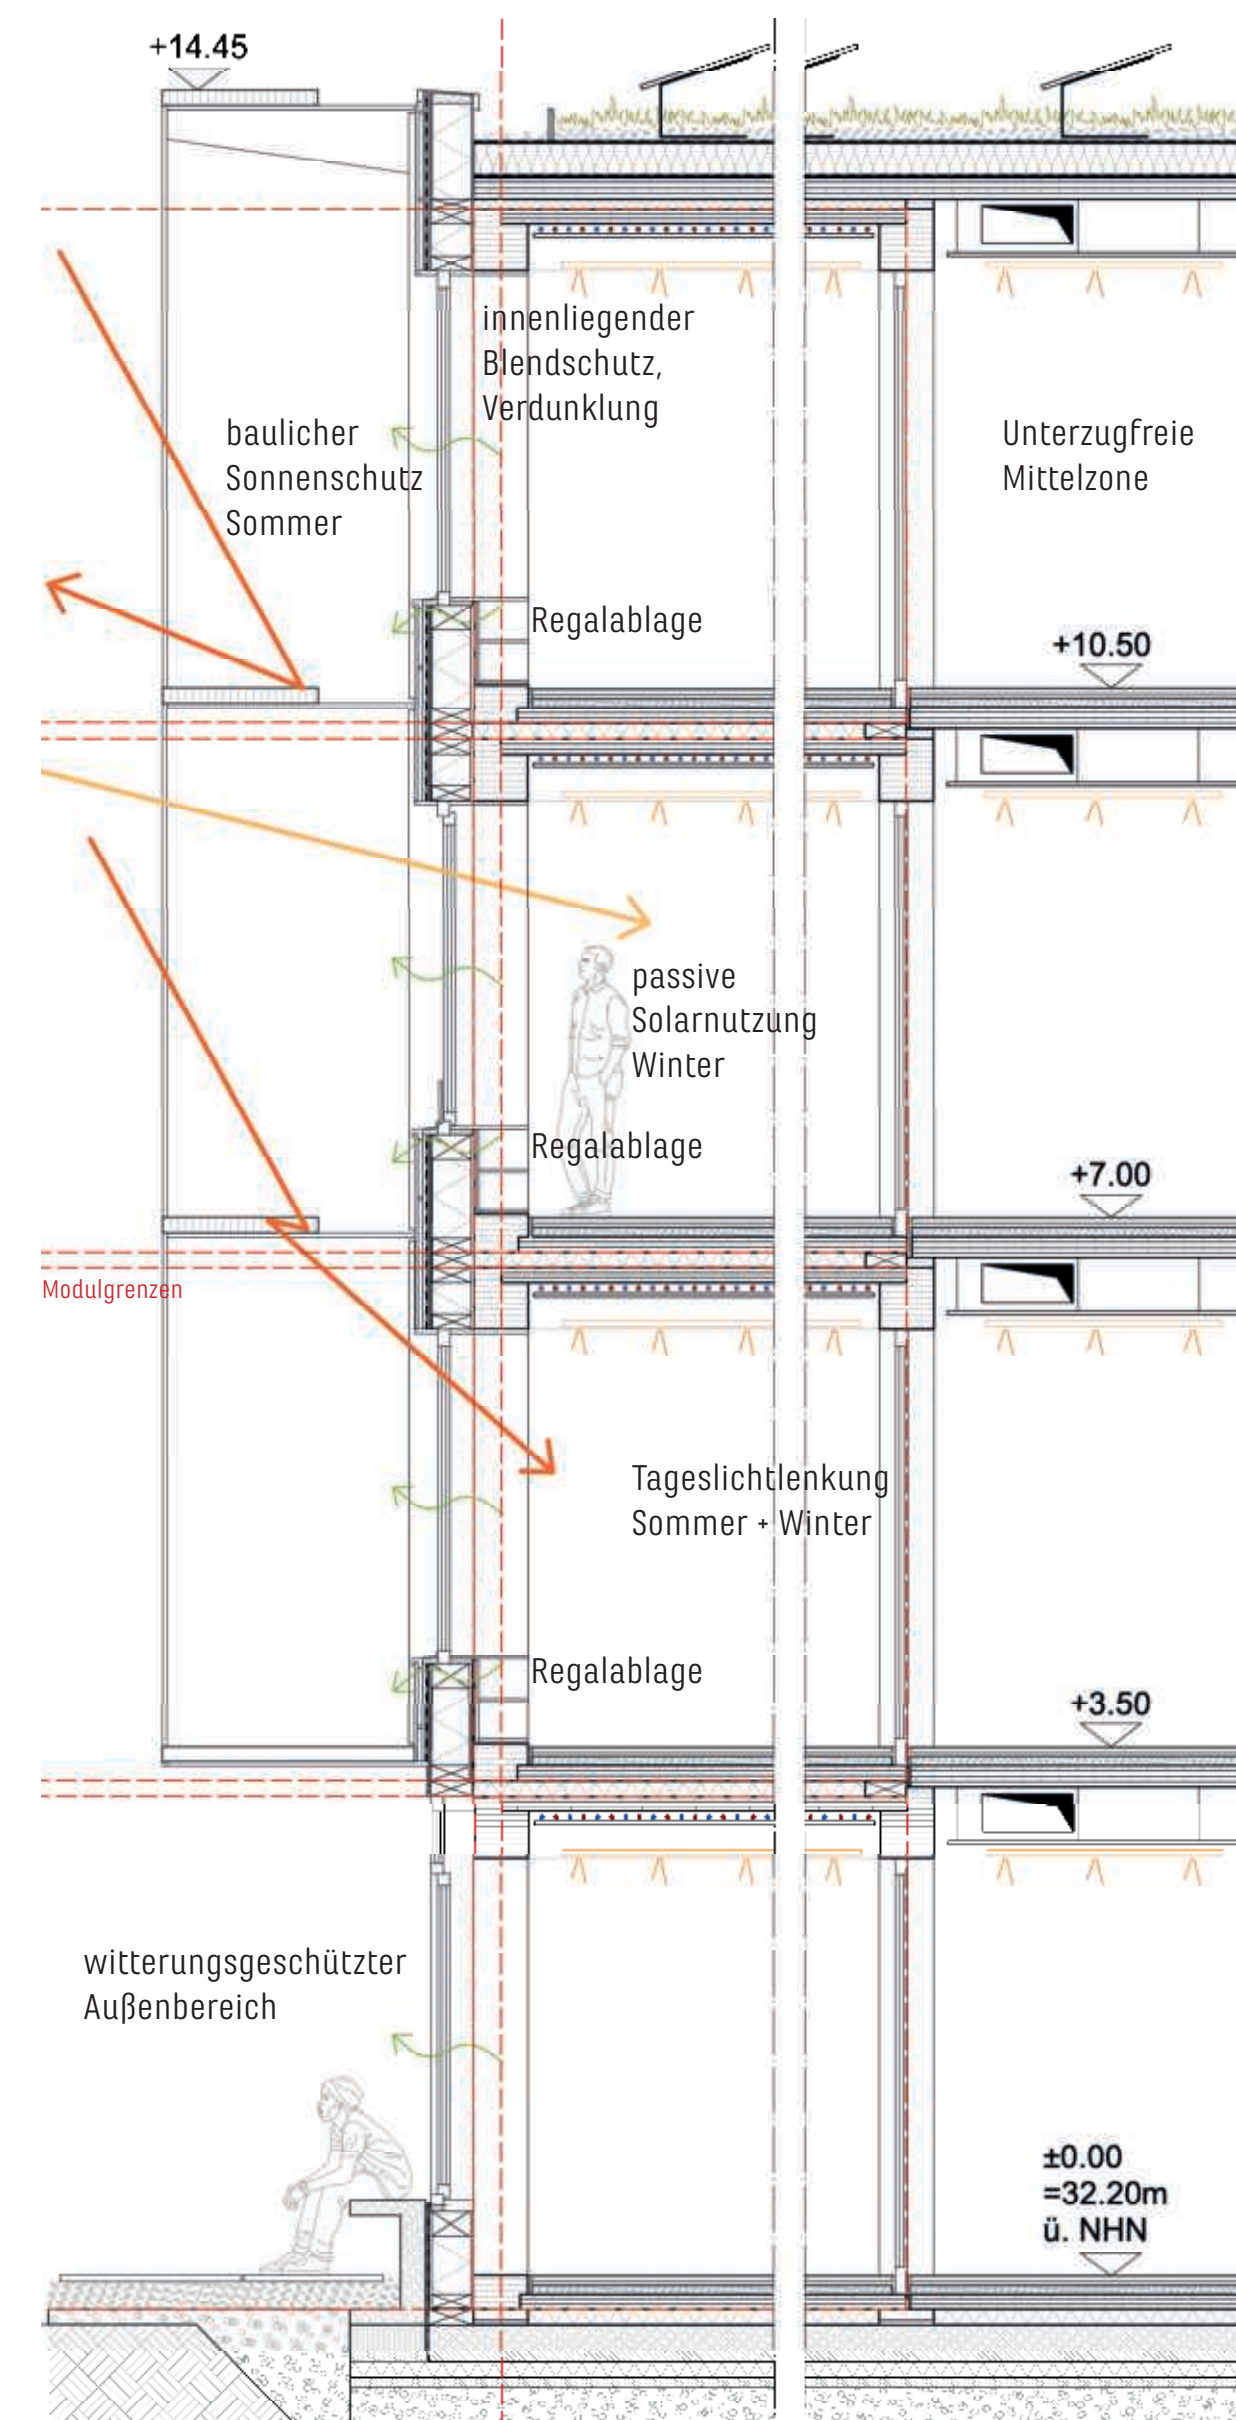 +14.45
innenliegender
Blendschutz,
Verdunklung
baulicher
Sonnenschutz
Sommer
Unterzugfreie
Mittelzone
Regalablage
+10.50
passive
Solarnutzung
Winter
Regalablage
+7.00
Modulgrenzen
Tageslichtlenkung
Sommer + Winter
Regalablage
+3.50
witterungsgeschützter
Außenbereich
±0.00
=32.20m
ü. NHN